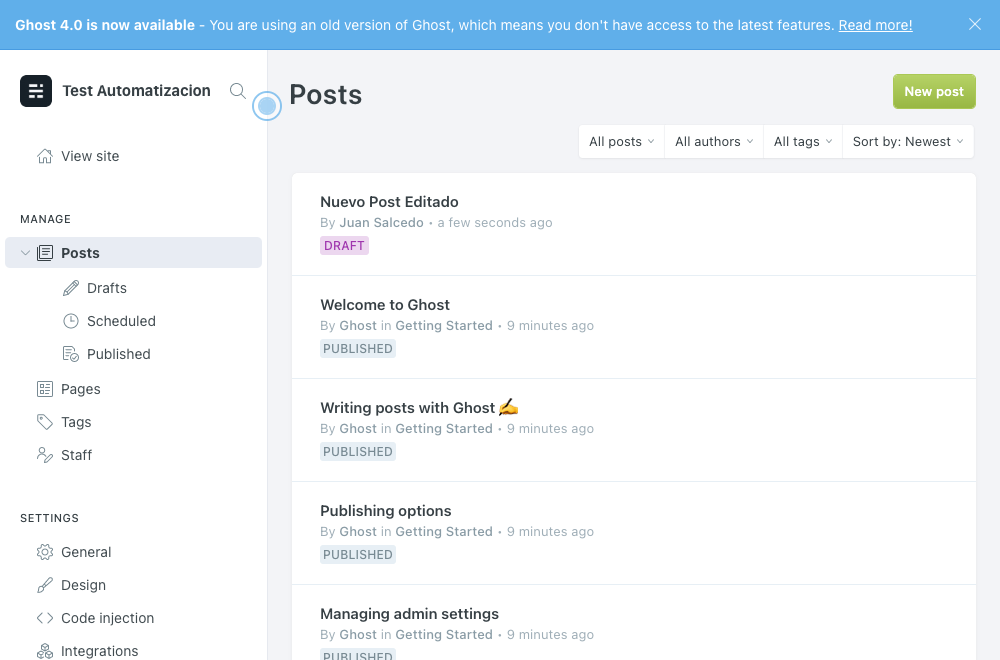 Ghost 4.0 is now available - You are using an old version of Ghost, which means you don't have access to the latest features. Read more!
Test Automatizacion
View site
MANAGE
Posts
Drafts
Scheduled
Published
Pages
Tags
Staff
SETTINGS
General
Design
Code injection
Integrations
Posts
New post
All posts
All authors
All tags
Sort by: Newest
Nuevo Post Editado
By Juan Salcedo • a few seconds ago
DRAFT
Welcome to Ghost
By Ghost in Getting Started • 9 minutes ago
PUBLISHED
Writing posts with Ghost ✍️
By Ghost in Getting Started • 9 minutes ago
PUBLISHED
Publishing options
By Ghost in Getting Started • 9 minutes ago
PUBLISHED
Managing admin settings
By Ghost in Getting Started • 9 minutes ago
PUBLISHED